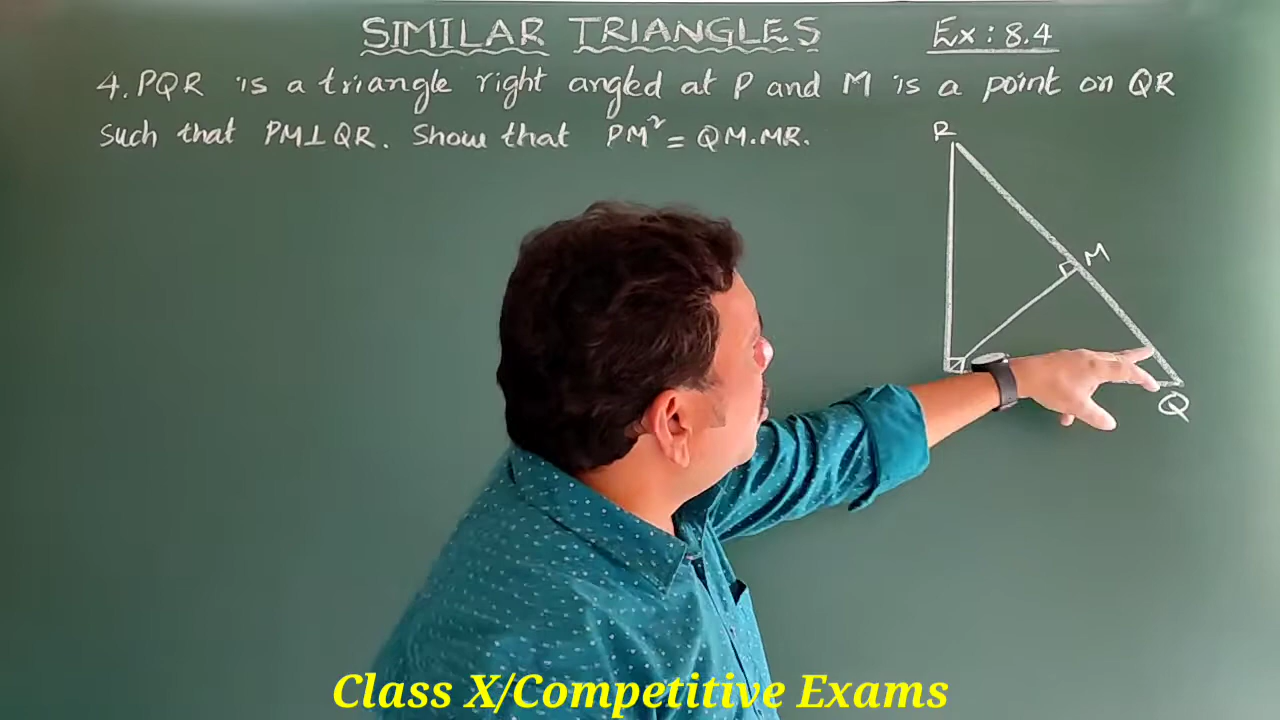 SIMILAR TRIANGLES Ex: 8.4
4. PQR is a triangle right angled at P and M is a point on QR
such that PM⊥QR. Show that PM² = QM.MR.
R
M
Q
Class X/Competitive Exams